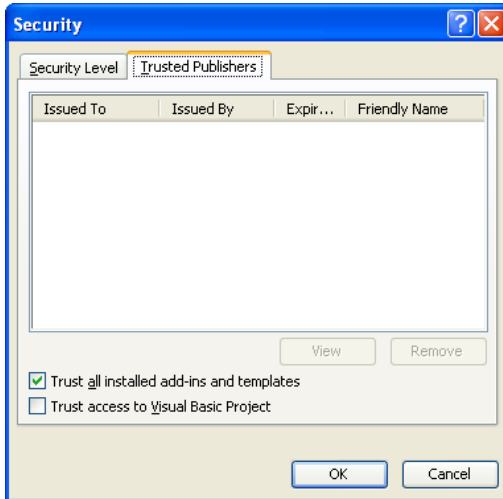 Security
Security Level Trusted Publishers
Issued To Issued By Expir... Friendly Name
View Remove
Trust all installed add-ins and templates
Trust access to Visual Basic Project
OK Cancel